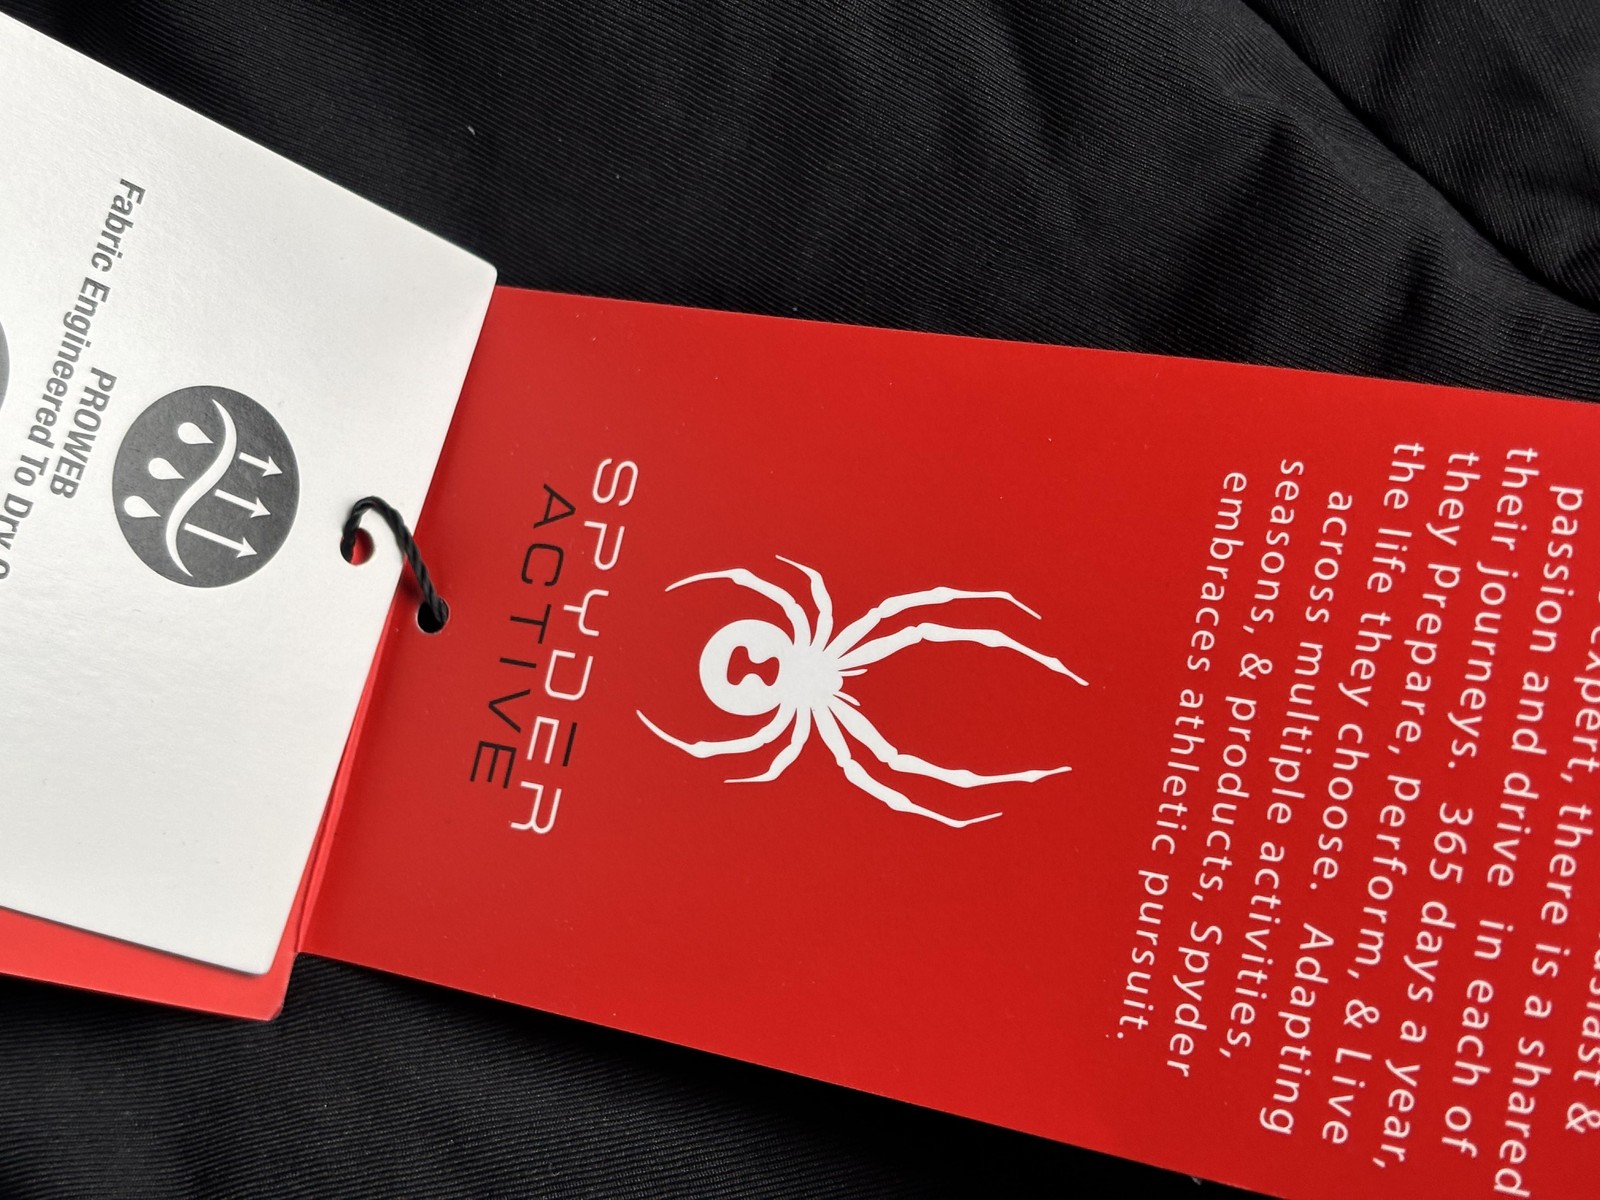 &
expert, there is a shared
passion and drive in each of
their journeys. 365 days a year,
they prepare, perform, & Live
the life they choose. Adapting
across multiple activities,
seasons, & products, Spyder
embraces athletic pursuit.
SPYDER
ACTIVE
PROWEB
Fabric Engineered To Dry